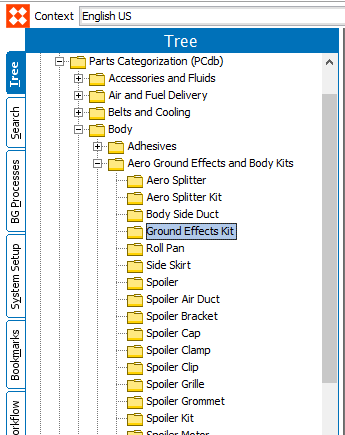 Context English US
Tree
Tree
Search
BG Processes
System Setup
Bookmarks
Parts Categorization (PCdb)
Accessories and Fluids
Air and Fuel Delivery
Belts and Cooling
Body
Adhesives
Aero Ground Effects and Body Kits
Aero Splitter
Aero Splitter Kit
Body Side Duct
Ground Effects Kit
Roll Pan
Side Skirt
Spoiler
Spoiler Air Duct
Spoiler Bracket
Spoiler Cap
Spoiler Clamp
Spoiler Clip
Spoiler Grille
Spoiler Grommet
Spoiler Kit
Spoiler Motor